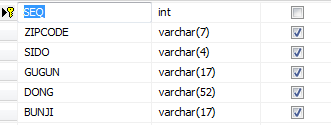 SEQ int
ZIPCODE varchar(7)
SIDO varchar(4)
GUGUN varchar(17)
DONG varchar(52)
BUNJI varchar(17)